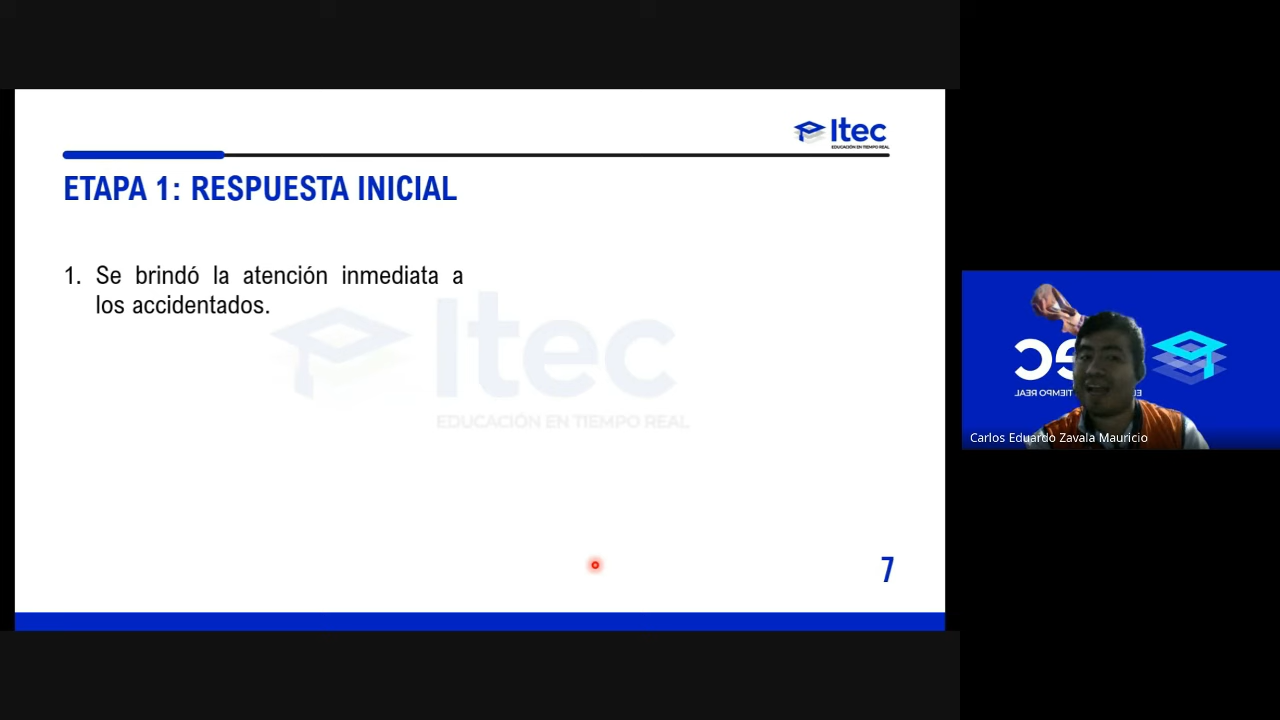 Itec
EDUCACIÓN EN TIEMPO REAL
ETAPA 1: RESPUESTA INICIAL
1. Se brindó la atención inmediata a
los accidentados.
Itec
EDUCACIÓN EN TIEMPO REAL
7
Carlos Eduardo Zavala Mauricio